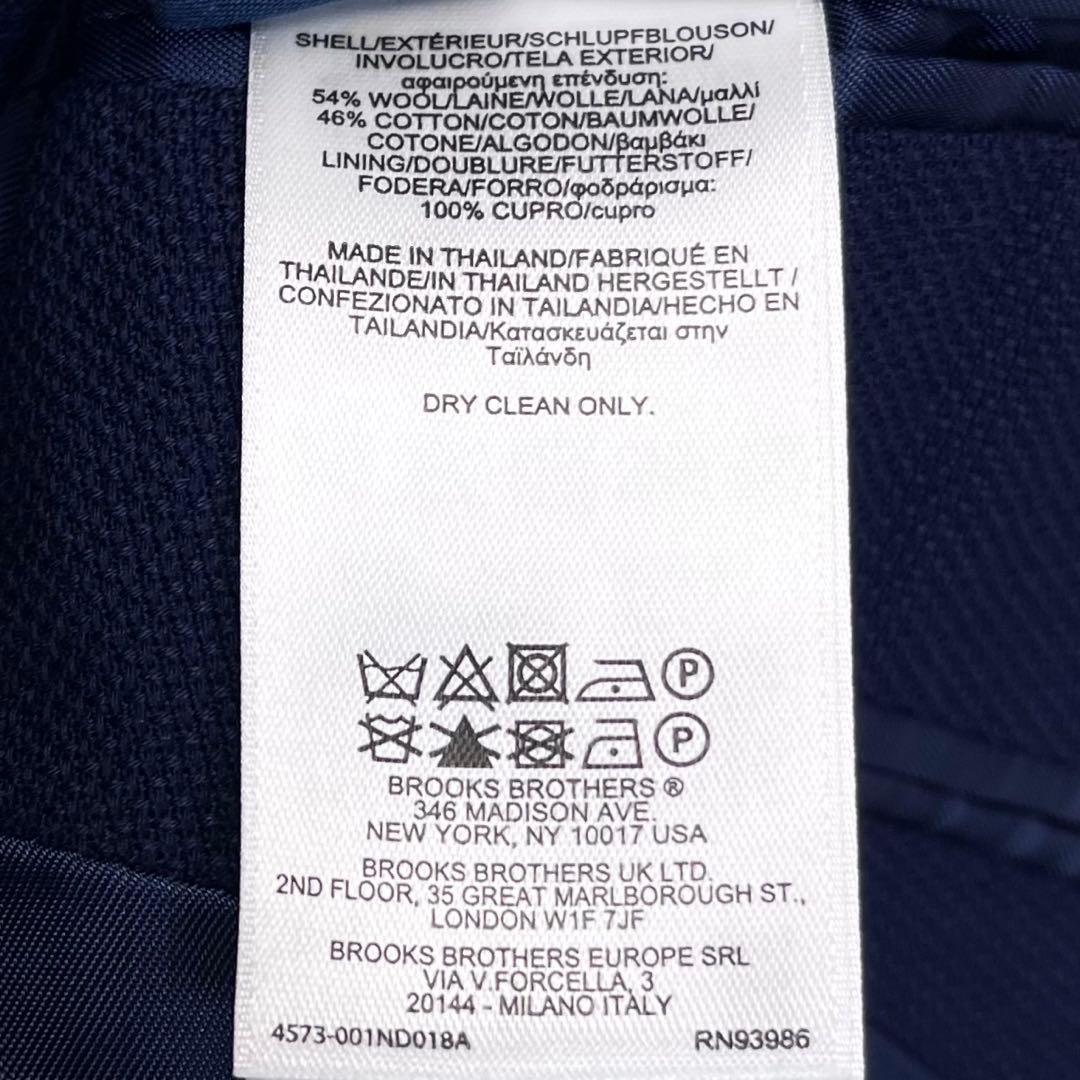 SHELL/EXTÉRIEUR/SCHLUPFBLOUSON/
INVOLUCRO/TELA EXTERIOR/
αφαιρούμενη επένδυση:
54% WOOL/LAINE/WOLLE/LANA/μαλλί
46% COTTON/COTON/BAUMWOLLE/
COTONE/ALGODON/βαμβάκι
LINING/DOUBLURE/FUTTERSTOFF/
FODERA/FORRO/φοδράρισμα:
100% CUPRO/cupro
MADE IN THAILAND/FABRIQUÉ EN
THAILANDE/IN THAILAND HERGESTELLT /
CONFEZIONATO IN TAILANDIA/HECHO EN
TAILANDIA/Κατασκευάζεται στην
Ταϊλάνδη
DRY CLEAN ONLY.
P
P
BROOKS BROTHERS ®
346 MADISON AVE.
NEW YORK, NY 10017 USA
BROOKS BROTHERS UK LTD.
2ND FLOOR, 35 GREAT MARLBOROUGH ST.,
LONDON W1F 7JF
BROOKS BROTHERS EUROPE SRL
VIA V.FORCELLA, 3
20144 - MILANO ITALY
4573-001ND018A RN93986